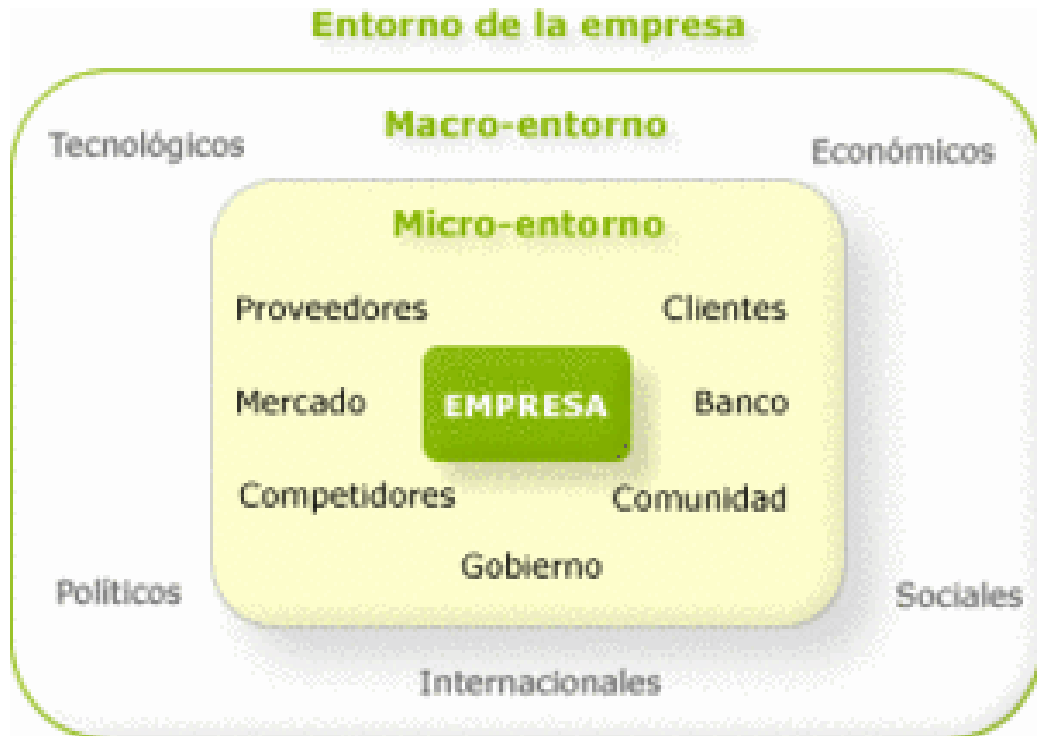 Entorno de la empresa
Macro-entorno
Tecnológicos
Económicos
Micro-entorno
Proveedores
Clientes
Mercado
EMPRESA
Banco
Competidores
Comunidad
Gobierno
Políticos
Sociales
Internacionales